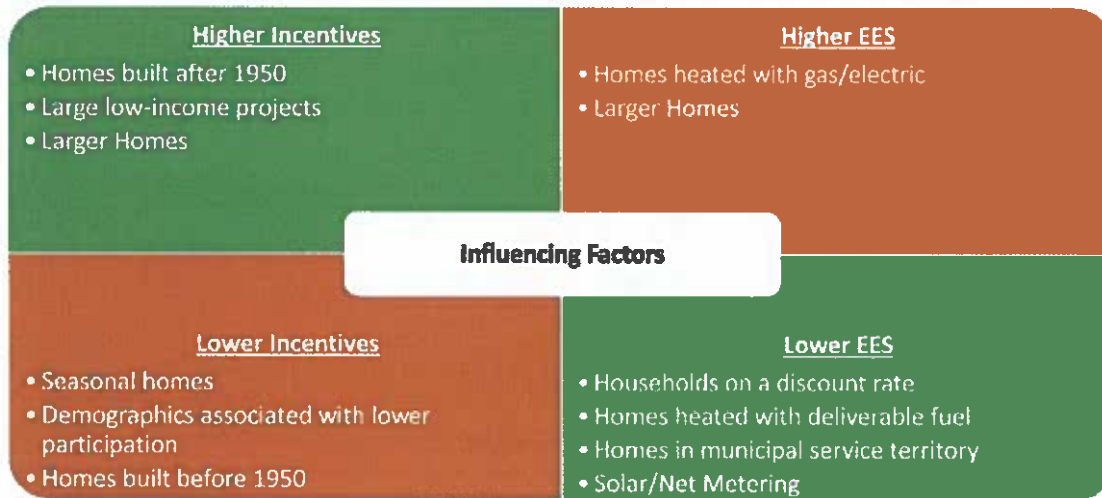 Higher Incentives
• Homes built after 1950
• Large low-income projects
• Larger Homes
Higher EES
• Homes heated with gas/electric
• Larger Homes
Influencing Factors
Lower Incentives
• Seasonal homes
• Demographics associated with lower
participation
• Homes built before 1950
Lower EES
• Households on a discount rate
• Homes heated with deliverable fuel
• Homes in municipal service territory
• Solar/Net Metering